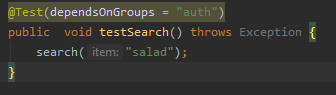 @Test(dependsOnGroups = "auth")
public  void testSearch() throws Exception {
    search( item: "salad");
}